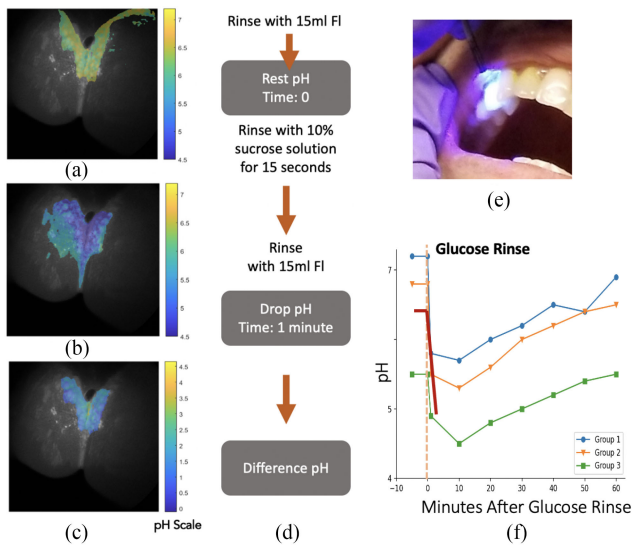 7
6.5
6
5.5
5
4.5
(a)
7
6.5
6
5.5
5
4.5
(b)
4.5
4
3.5
3
2.5
2
1.5
1
0.5
0
(c)
pH Scale
Rinse with 15ml Fl
Rest pH
Time: 0
Rinse with 10%
sucrose solution
for 15 seconds
Rinse
with 15ml Fl
Drop pH
Time: 1 minute
Difference pH
(d)
(e)
Glucose Rinse
7
5
4
pH
-10
0
10
20
30
40
50
60
Group 1
Group 2
Group 3
Minutes After Glucose Rinse
(f)